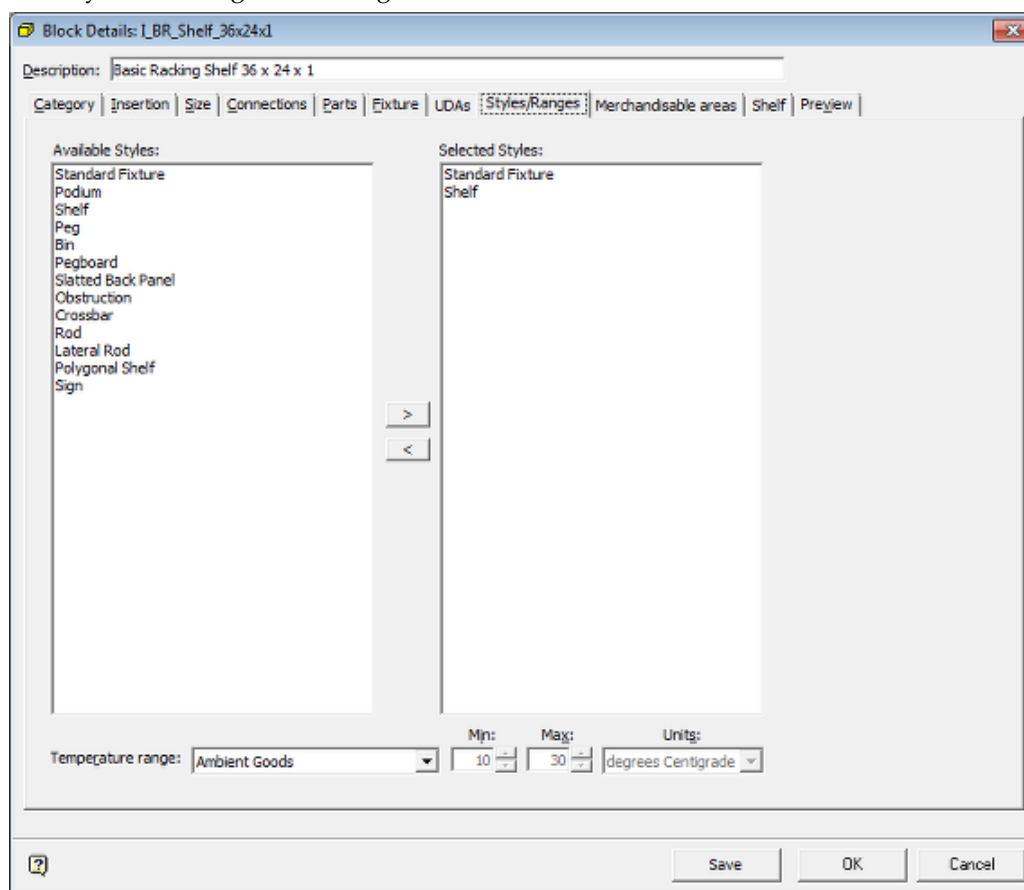 Block Details: I_BR_Shelf_36x24x1
Description: Basic Racking Shelf 36 x 24 x 1
Category Insertion Size Connections Parts Fixture UDAs Styles/Ranges Merchandisable areas Shelf Preview
Available Styles:
Standard Fixture
Podium
Shelf
Peg
Bin
Pegboard
Slatted Back Panel
Obstruction
Crossbar
Rod
Lateral Rod
Polygonal Shelf
Sign
>
<
Selected Styles:
Standard Fixture
Shelf
Min: Max: Units:
Temperature range: Ambient Goods 10 30 degrees Centigrade
? Save OK Cancel